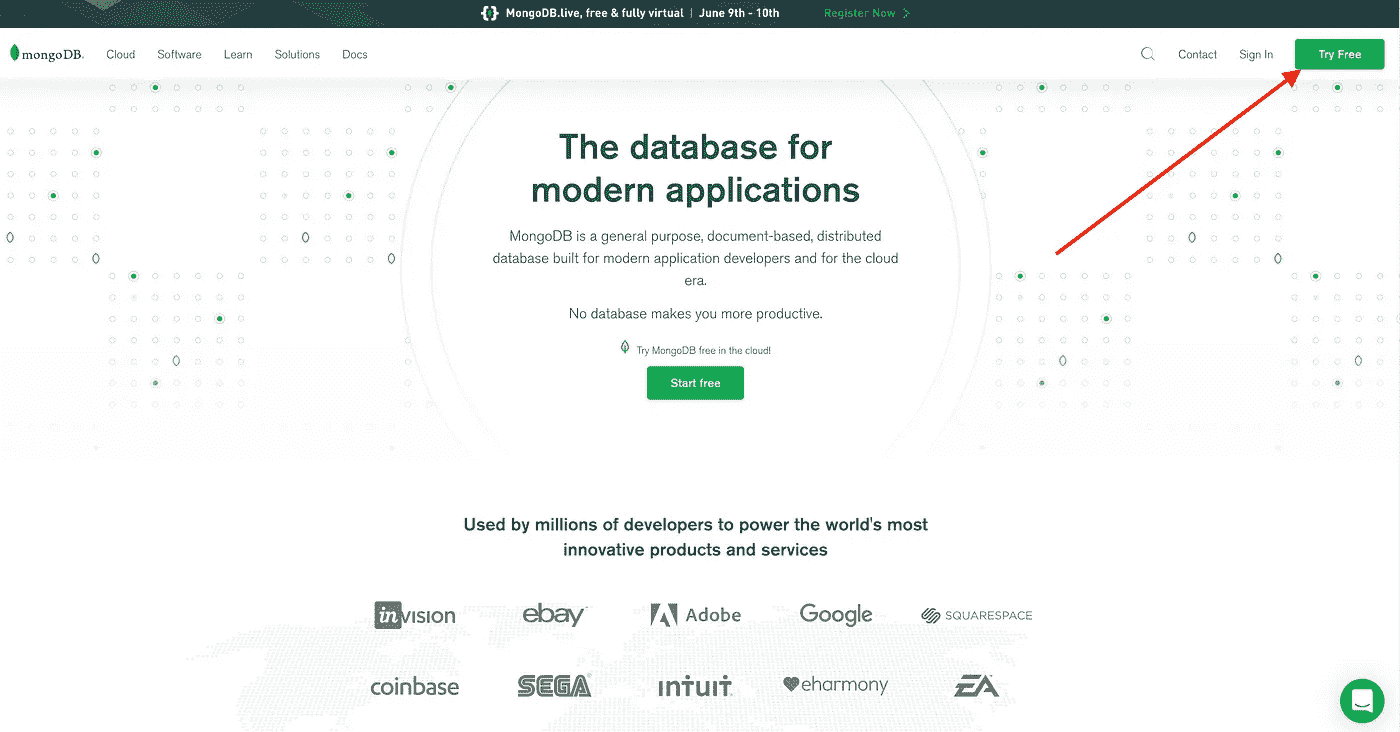 MongoDB.live, free & fully virtual | June 9th - 10th Register Now
mongoDB. Cloud Software Learn Solutions Docs Contact Sign In Try Free
The database for
modern applications
MongoDB is a general purpose, document-based, distributed
database built for modern application developers and for the cloud
era.
No database makes you more productive.
Try MongoDB free in the cloud!
Start free
Used by millions of developers to power the world's most
innovative products and services
invision ebay Adobe Google SQUARESPACE
coinbase SEGA intuit eharmony EA